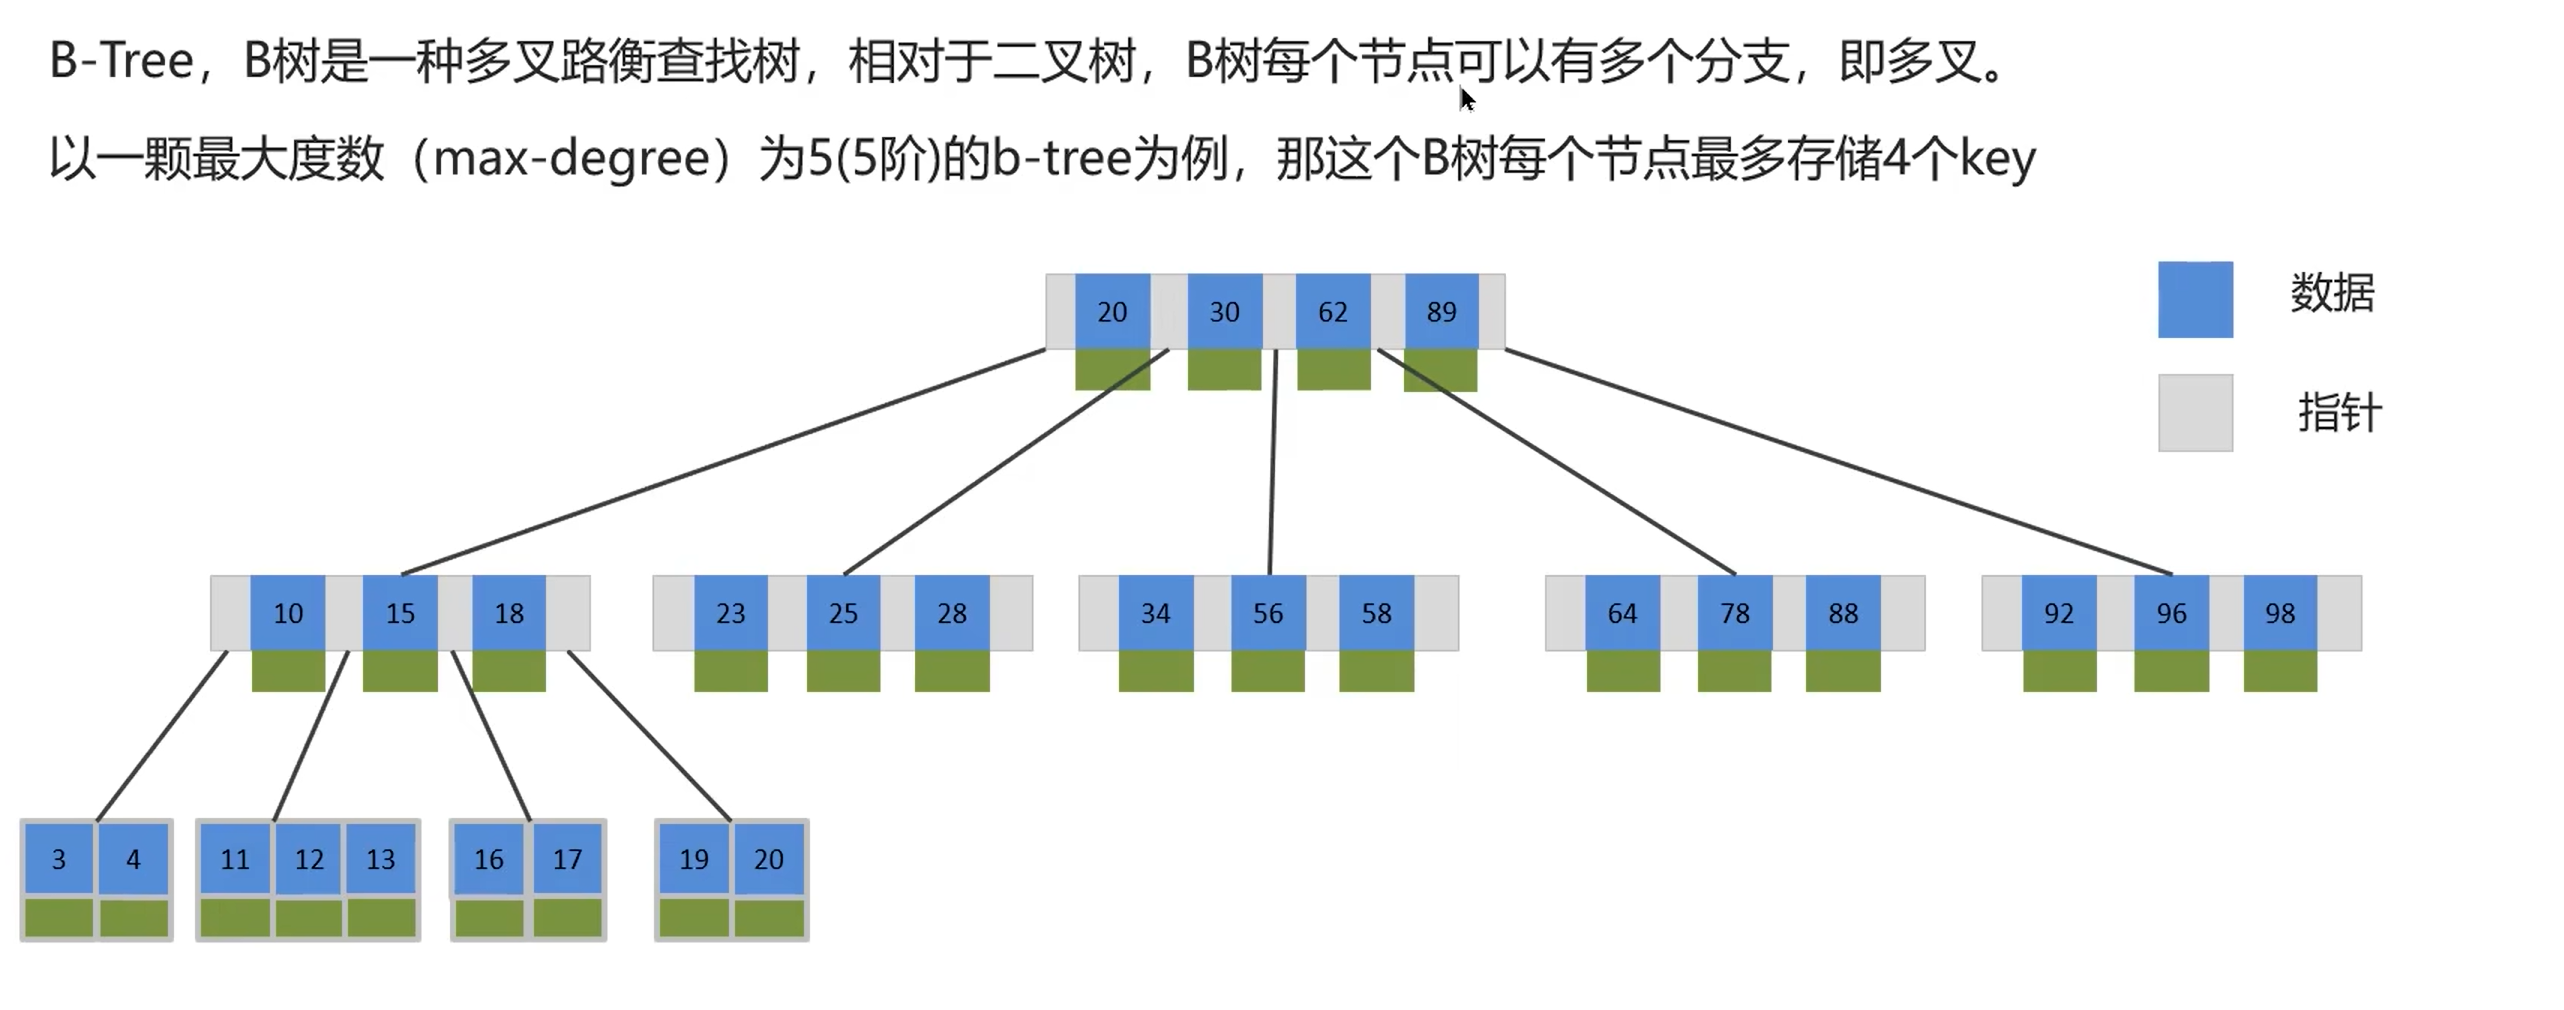 B-Tree，B树是一种多叉路衡查找树，相对于二叉树，B树每个节点可以有多个分支，即多叉。
以一颗最大度数（max-degree）为5(5阶)的b-tree为例，那这个B树每个节点最多存储4个key
20 30 62 89
数据
指针
10 15 18 23 25 28 34 56 58 64 78 88 92 96 98
3 4 11 12 13 16 17 19 20